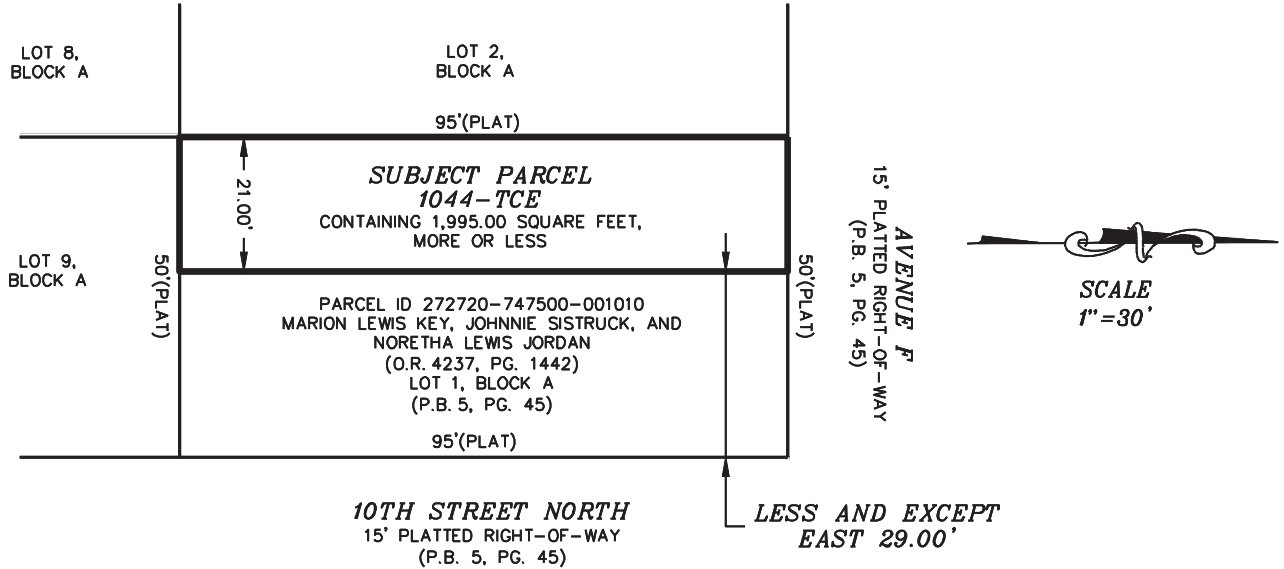 LOT 8,
BLOCK A
LOT 2,
BLOCK A
95'(PLAT)
21.00'
SUBJECT PARCEL
1044-TCE
CONTAINING 1,995.00 SQUARE FEET,
MORE OR LESS
LOT 9,
BLOCK A
50'(PLAT)
50'(PLAT)
PARCEL ID 272720-747500-001010
MARION LEWIS KEY, JOHNNIE SISTRUCK, AND
NORETHA LEWIS JORDAN
(O.R. 4237, PG. 1442)
LOT 1, BLOCK A
(P.B. 5, PG. 45)
95'(PLAT)
AVENUE F
15' PLATTED RIGHT-OF-WAY
(P.B. 5, PG. 45)
SCALE
1"=30'
10TH STREET NORTH
15' PLATTED RIGHT-OF-WAY
(P.B. 5, PG. 45)
LESS AND EXCEPT
EAST 29.00'